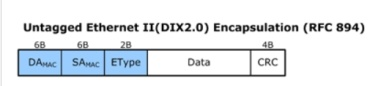 Untagged Ethernet II(DIX2.0) Encapsulation (RFC 894)
6B 6B 2B 4B
DAMAC SAMAC EType Data CRC